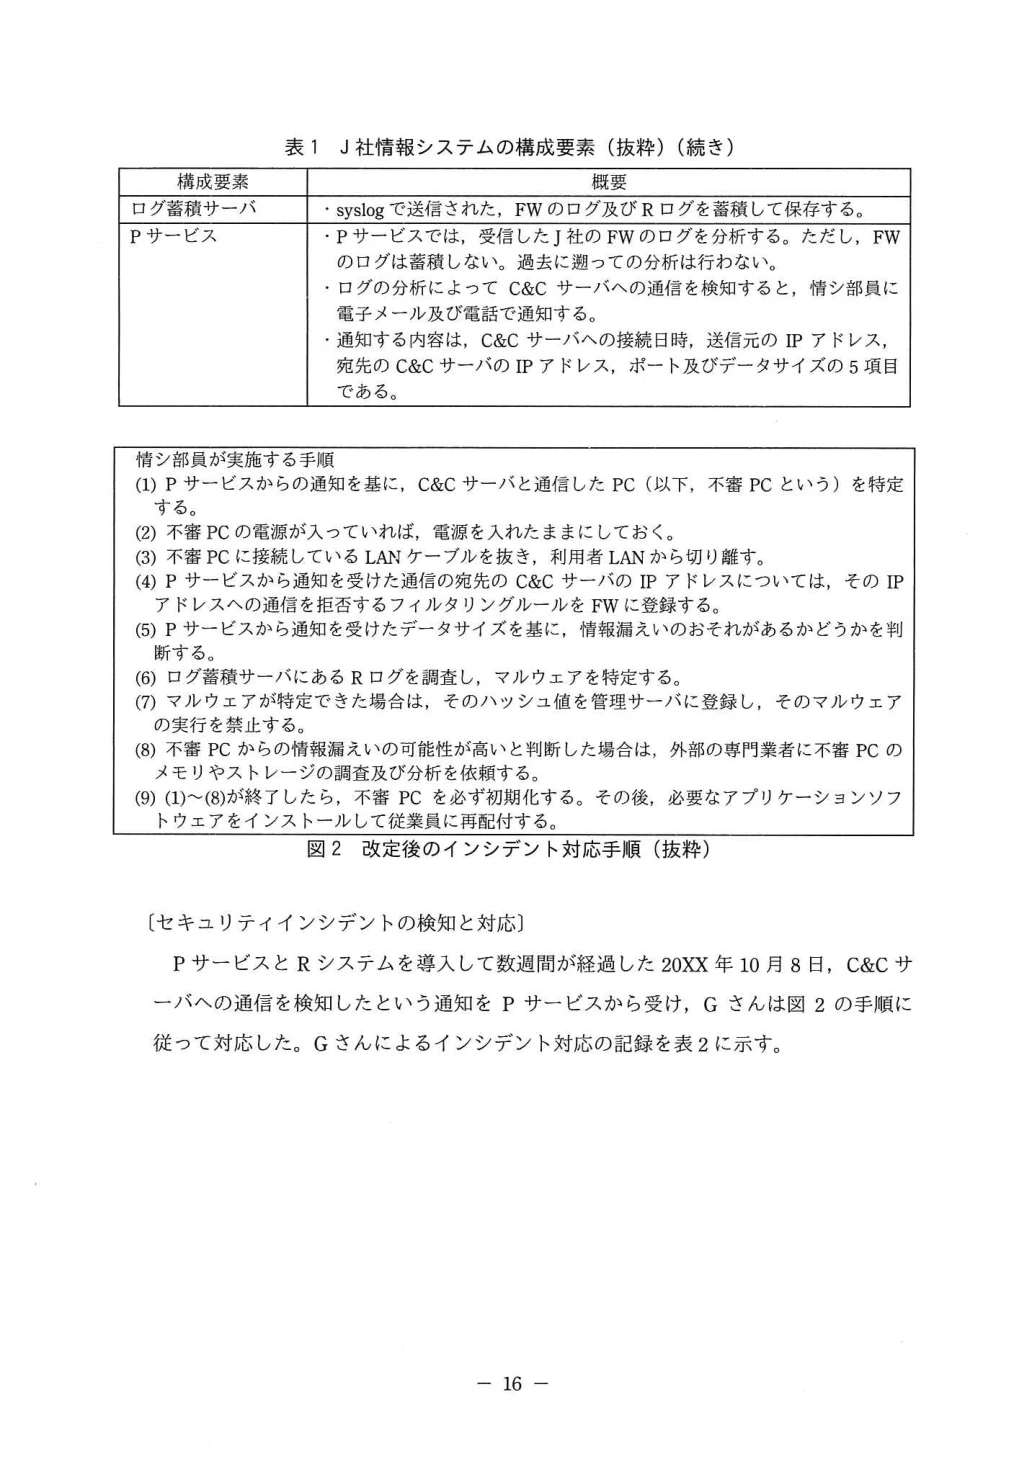 表1 J社情報システムの構成要素（抜粋）（続き）
構成要素 概要
ログ蓄積サーバ ・syslogで送信された，FWのログ及びRログを蓄積して保存する。
Pサービス ・Pサービスでは，受信したJ社のFWのログを分析する。ただし，FW
のログは蓄積しない。過去に遡っての分析は行わない。
・ログの分析によって C&C サーバへの通信を検知すると，情シ部員に
電子メール及び電話で通知する。
・通知する内容は，C&C サーバへの接続日時，送信元の IP アドレス，
宛先の C&C サーバの IP アドレス，ポート及びデータサイズの 5 項目
である。
情シ部員が実施する手順
(1) P サービスからの通知を基に，C&C サーバと通信した PC（以下，不審 PC という）を特定
する。
(2) 不審 PC の電源が入っていれば，電源を入れたままにしておく。
(3) 不審 PC に接続している LAN ケーブルを抜き，利用者 LAN から切り離す。
(4) P サービスから通知を受けた通信の宛先の C&C サーバの IP アドレスについては，その IP
アドレスへの通信を拒否するフィルタリングルールを FW に登録する。
(5) P サービスから通知を受けたデータサイズを基に，情報漏えいのおそれがあるかどうかを判
断する。
(6) ログ蓄積サーバにある R ログを調査し，マルウェアを特定する。
(7) マルウェアが特定できた場合は，そのハッシュ値を管理サーバに登録し，そのマルウェア
の実行を禁止する。
(8) 不審 PC からの情報漏えいの可能性が高いと判断した場合は，外部の専門業者に不審 PC の
メモリやストレージの調査及び分析を依頼する。
(9) (1)～(8)が終了したら，不審 PC を必ず初期化する。その後，必要なアプリケーションソフ
トウェアをインストールして従業員に再配付する。
図2 改定後のインシデント対応手順（抜粋）
〔セキュリティインシデントの検知と対応〕
P サービスと R システムを導入して数週間が経過した 20XX 年 10 月 8 日，C&C サ
ーバへの通信を検知したという通知を P サービスから受け，G さんは図 2 の手順に
従って対応した。G さんによるインシデント対応の記録を表 2 に示す。
－ 16 －